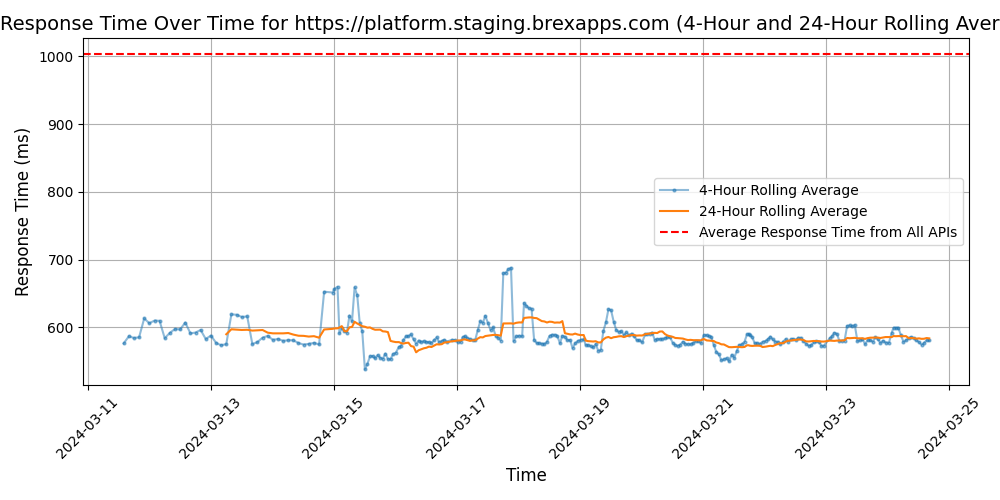 Response Time Over Time for https://platform.staging.brexapps.com (4-Hour and 24-Hour Rolling Aver
1000
900
800
700
600
Response Time (ms)
4-Hour Rolling Average
24-Hour Rolling Average
Average Response Time from All APIs
2024-03-11
2024-03-13
2024-03-15
2024-03-17
2024-03-19
2024-03-21
2024-03-23
2024-03-25
Time